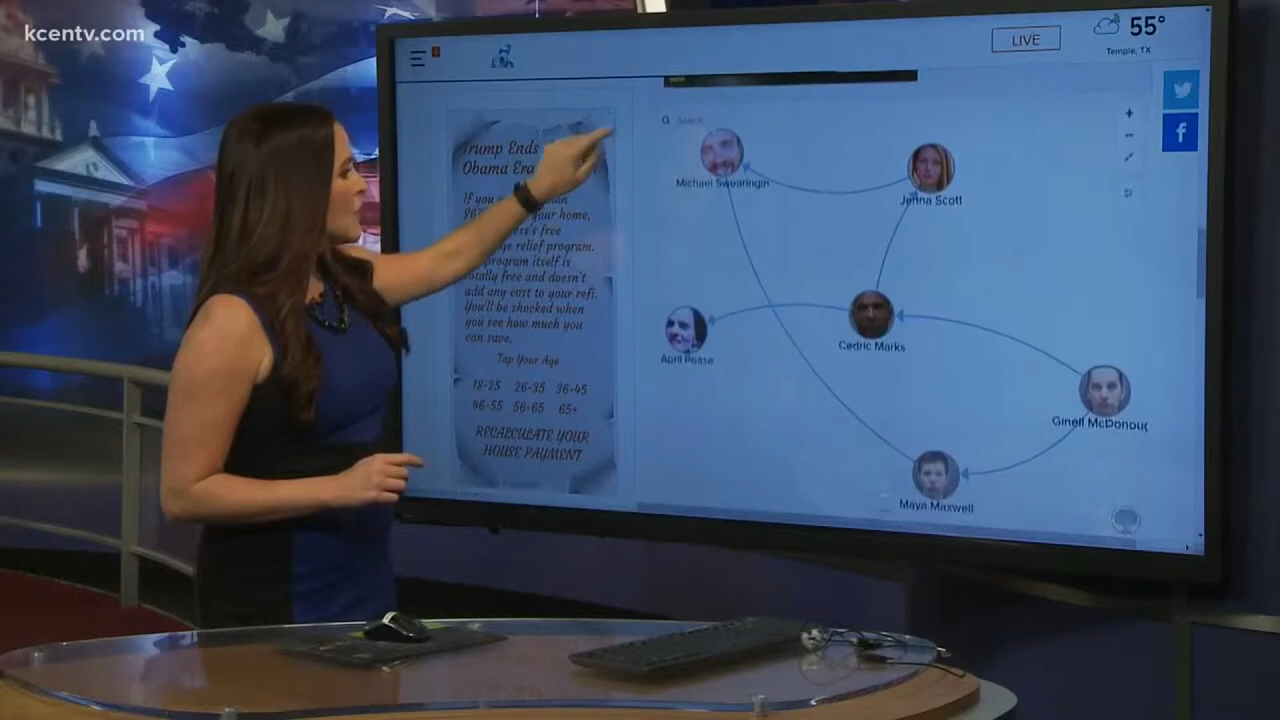 kcentv.com
LIVE
55°
Temple, TX
Search
Trump Ends
Obama Era
If you
your home,
free
relief program.
program itself is
totally free and doesn't
add any cost to your refi.
You'll be shocked when
you see how much you
can save.
Tap Your Age
18-25 26-35 36-45
46-55 56-65 65+
RECALCULATE YOUR
HOUSE PAYMENT
Michael Swearingin
Jenna Scott
April Pease
Cedric Marks
Ginell McDonoug
Maya Maxwell